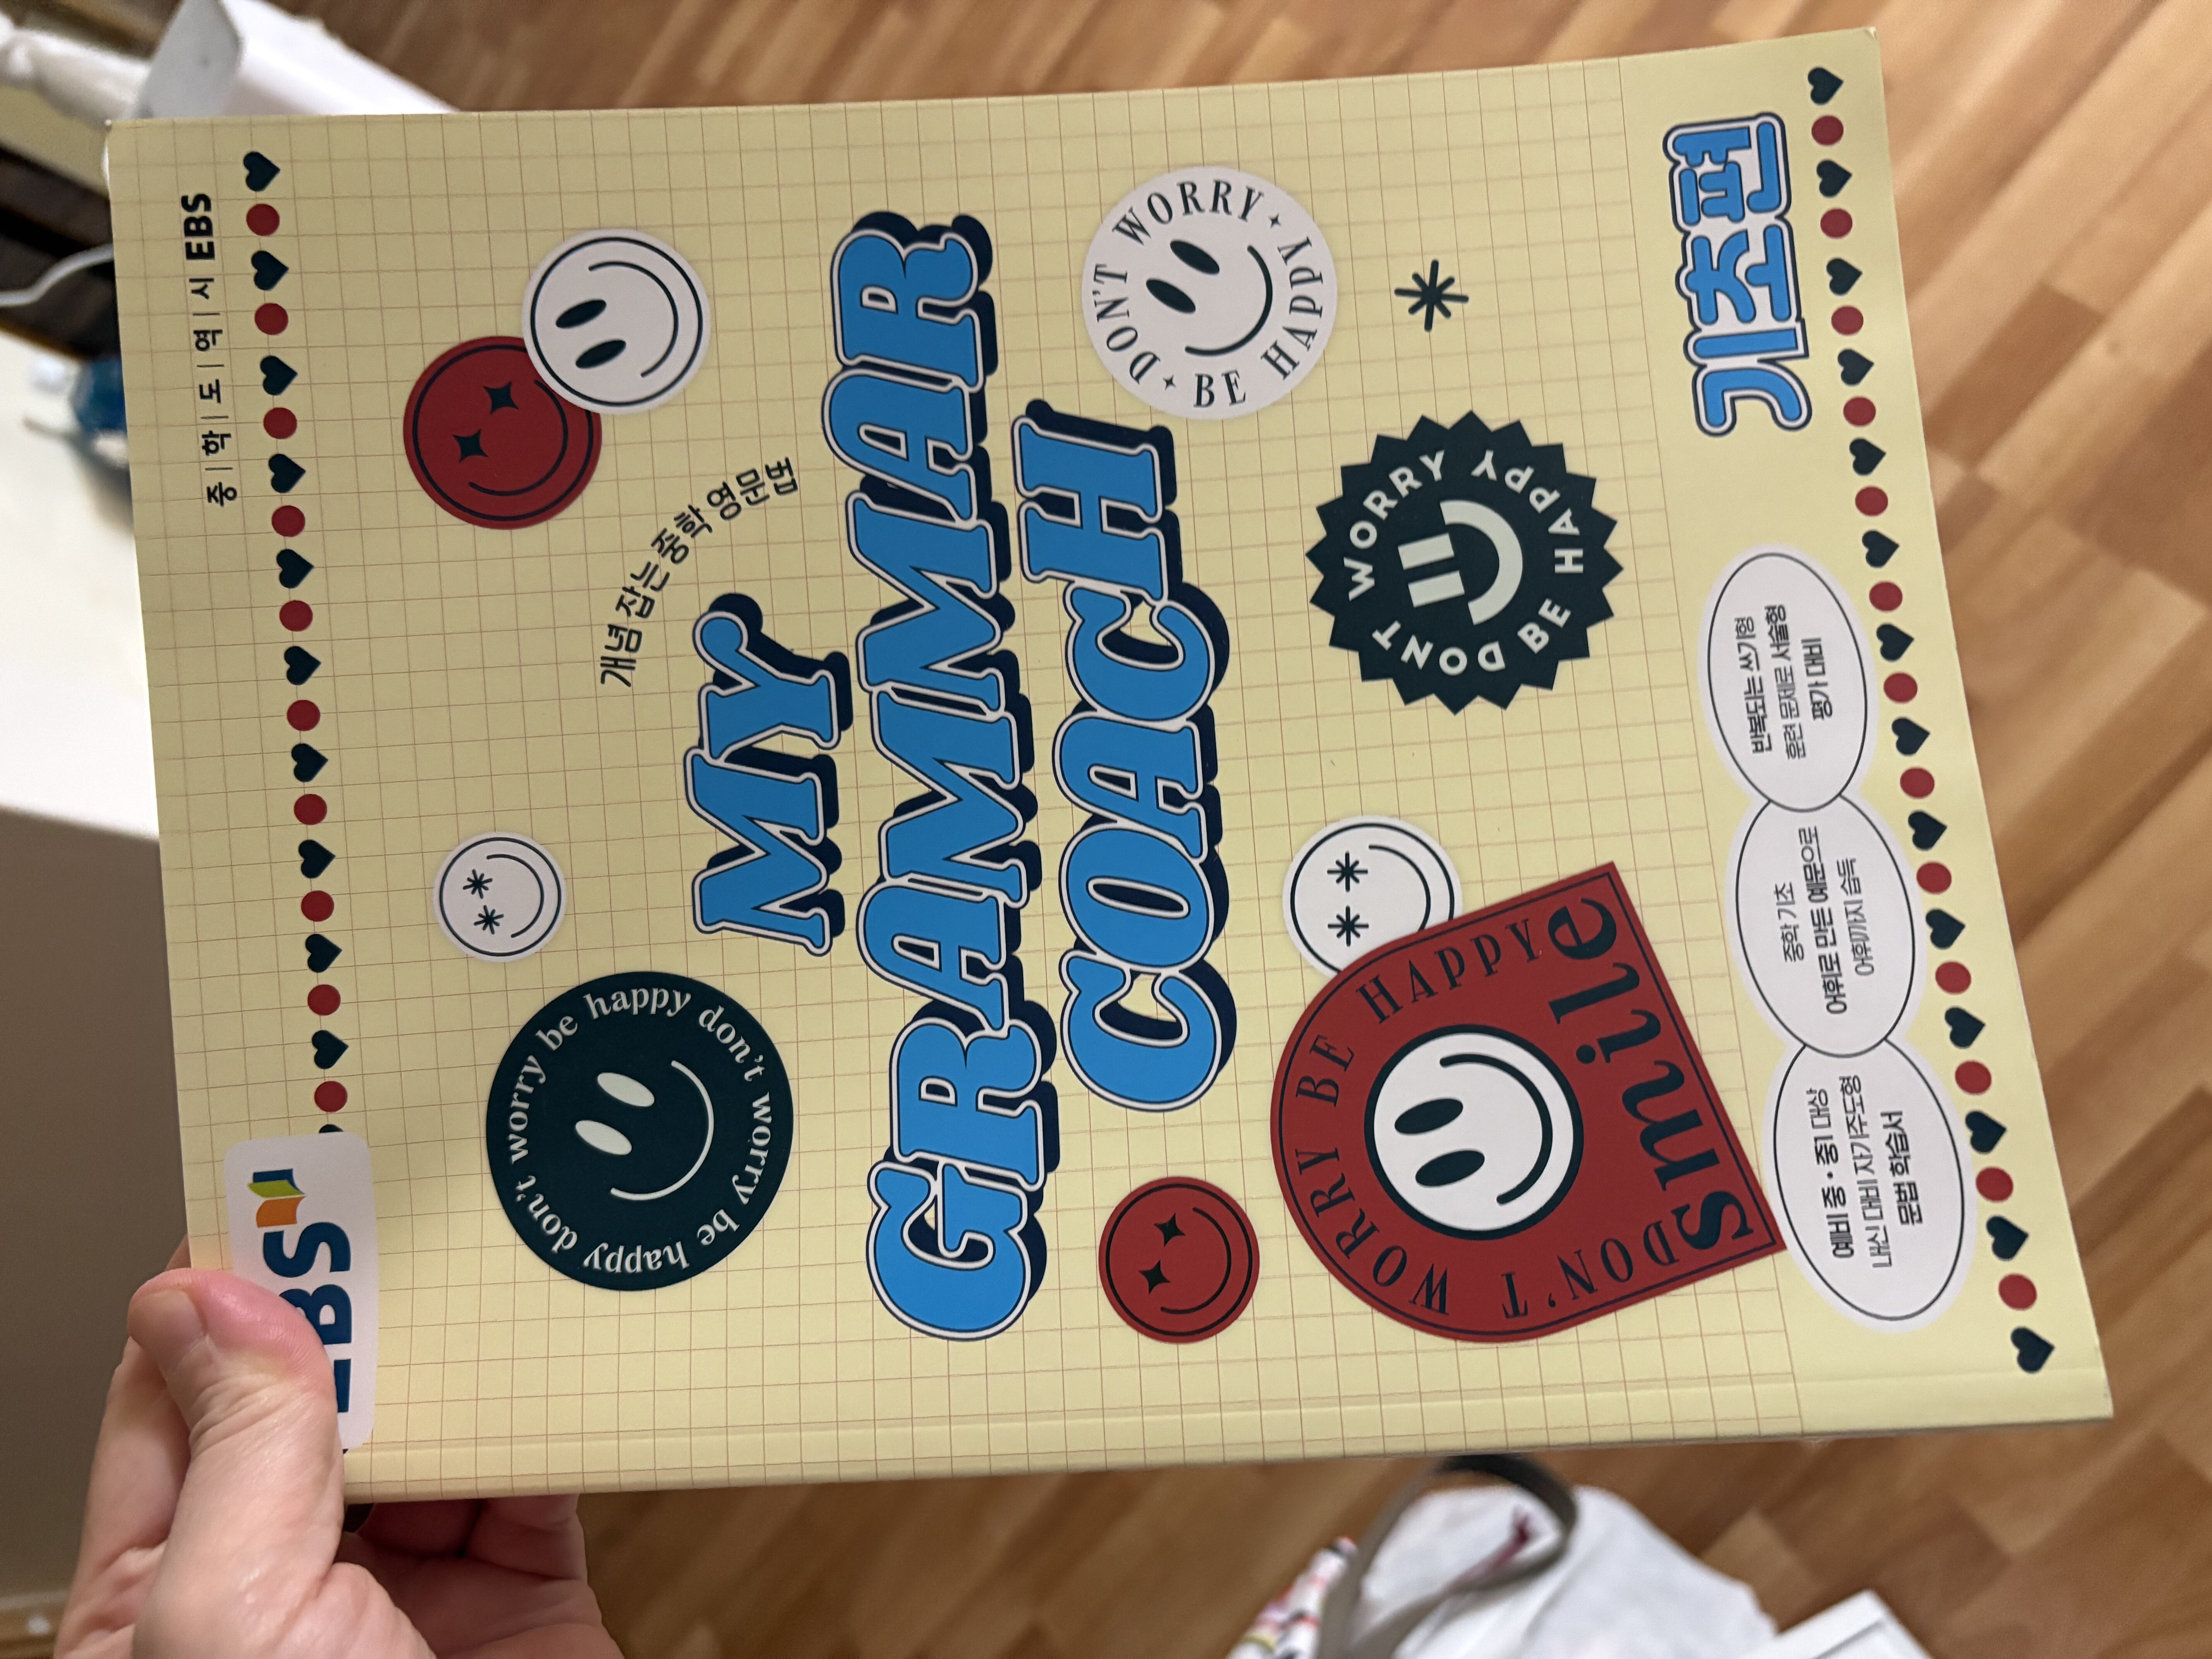 EBS
중|학|도|역|시 EBS
don't worry be happy don't worry be happy
개념 잡는 중학 영문법
MY
GRAMMAR
COACH
DON'T WORRY BE HAPPY
DON'T WORRY BE HAPPY
smile
DONT WORRY BE HAPPY
기초편
예비 중·중1 대상
내신 대비 자기주도형
문법 학습서
중학 기초
어휘로 만든 예문으로
어휘까지 습득
반복되는 쓰기형
훈련 문제로 서술형
평가 대비